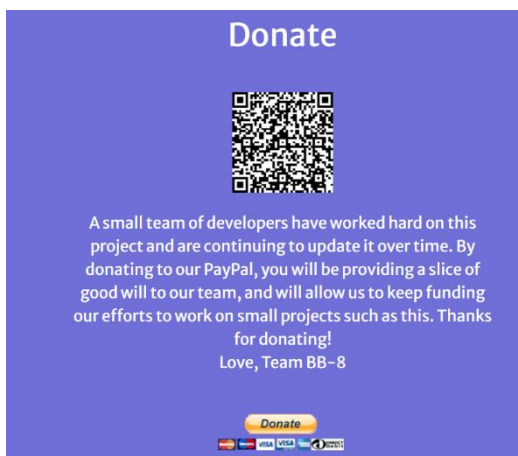 Donate
A small team of developers have worked hard on this
project and are continuing to update it over time. By
donating to our PayPal, you will be providing a slice of
good will to our team, and will allow us to keep funding
our efforts to work on small projects such as this. Thanks
for donating!
Love, Team BB-8
Donate
VISA VISA